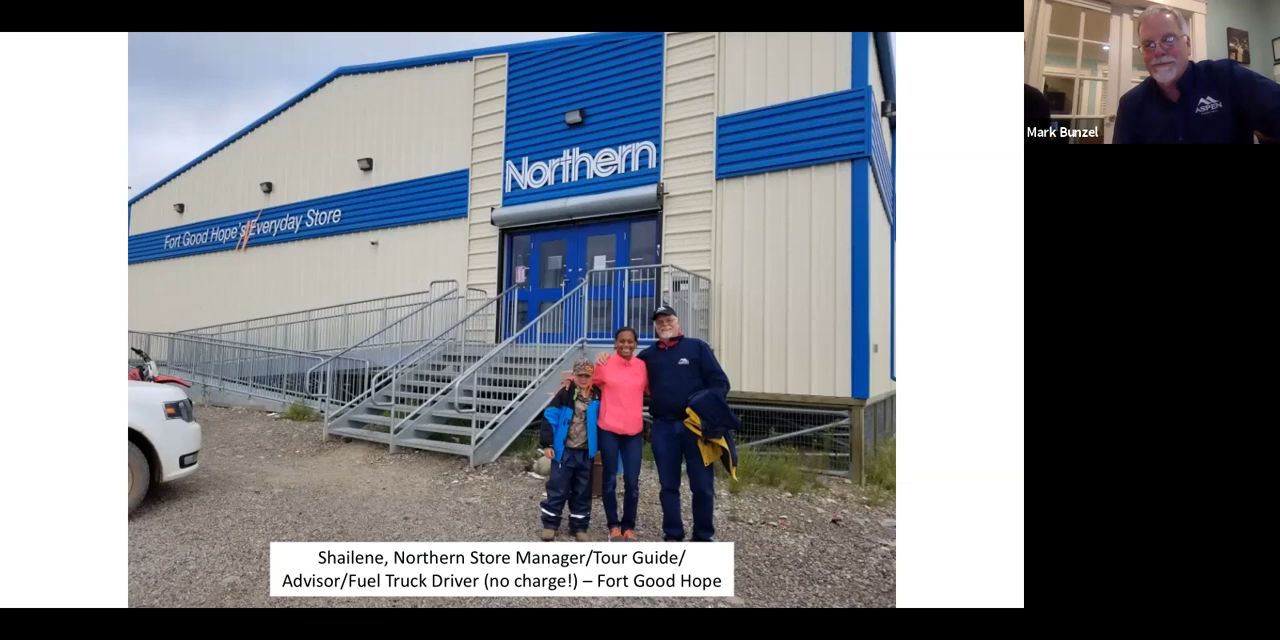 Northern
Fort Good Hope's Everyday Store
ASPEN
Mark Bunzel
Shailene, Northern Store Manager/Tour Guide/
Advisor/Fuel Truck Driver (no charge!) – Fort Good Hope